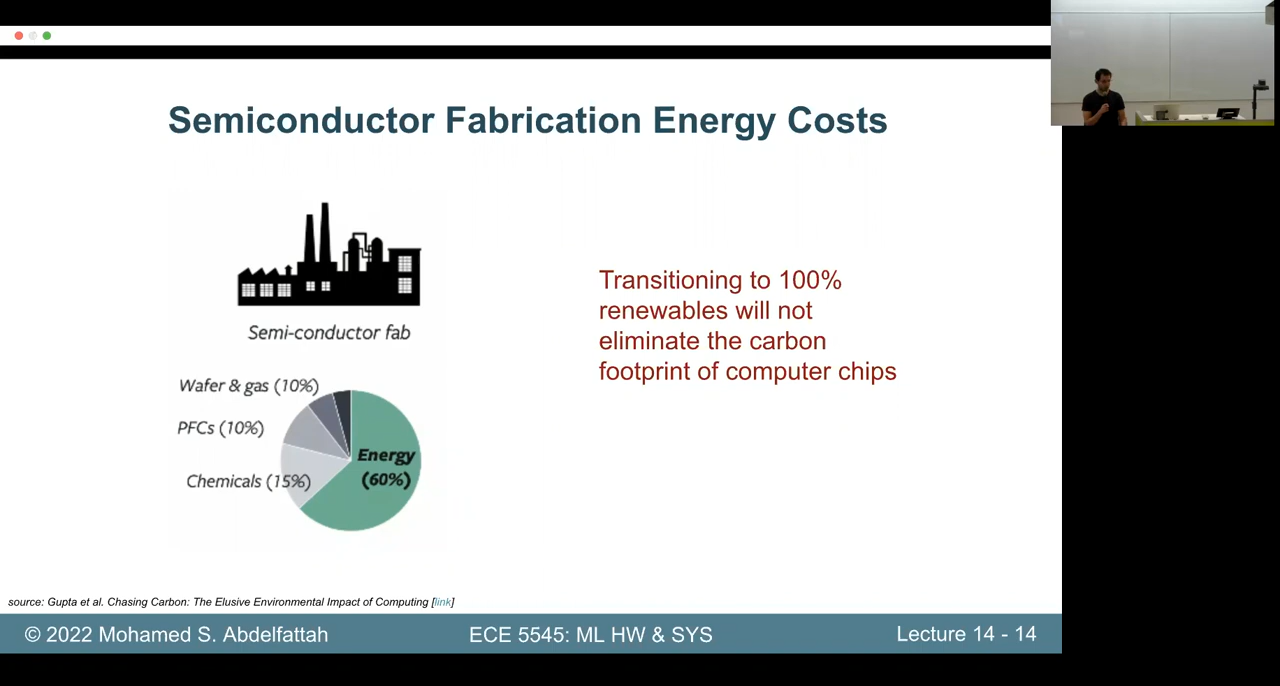 Semiconductor Fabrication Energy Costs
Semi-conductor fab
Wafer & gas (10%)
PFCs (10%)
Chemicals (15%)
Energy
(60%)
Transitioning to 100%
renewables will not
eliminate the carbon
footprint of computer chips
source: Gupta et al. Chasing Carbon: The Elusive Environmental Impact of Computing [link]
© 2022 Mohamed S. Abdelfattah
ECE 5545: ML HW & SYS
Lecture 14 - 14